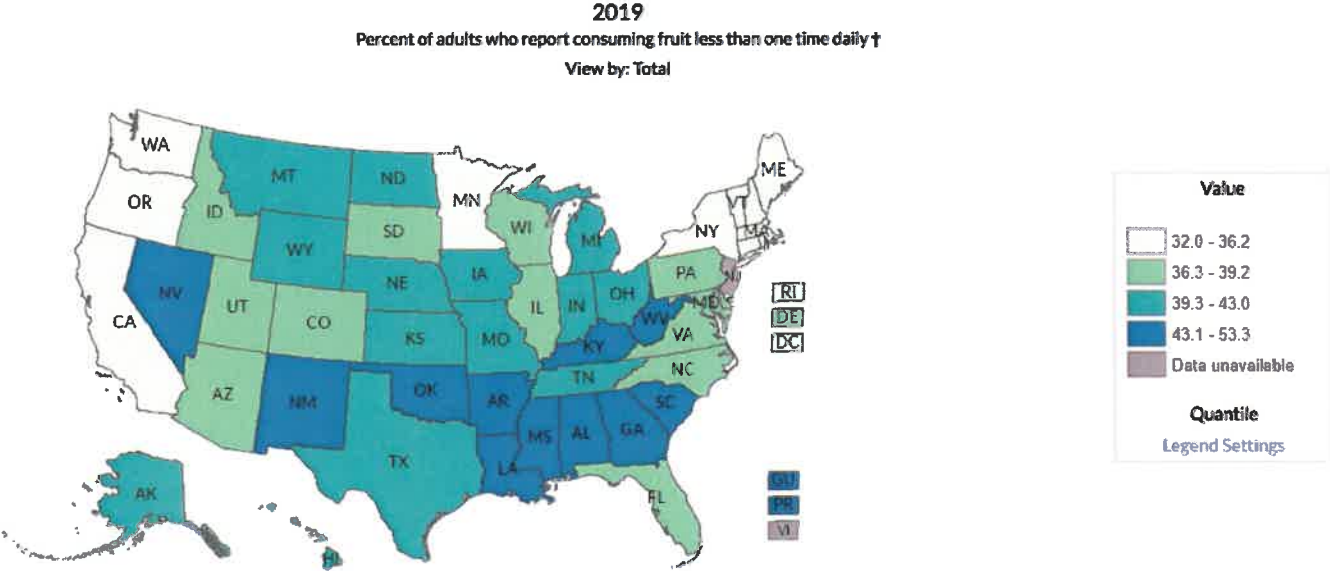 2019
Percent of adults who report consuming fruit less than one time daily †
View by: Total
WA
MT
ND
ME
OR
MN
ID
WI
NY
MA
SD
MI
WY
IA
PA
NJ
NE
OH
NV
UT
IL
IN
MD
CO
WV
CA
KS
MO
VA
KY
NC
TN
AZ
OK
NM
AR
SC
MS
AL
GA
TX
LA
FL
AK
HI
RI
DE
DC
GU
PR
VI
Value
32.0 - 36.2
36.3 - 39.2
39.3 - 43.0
43.1 - 53.3
Data unavailable
Quantile
Legend Settings